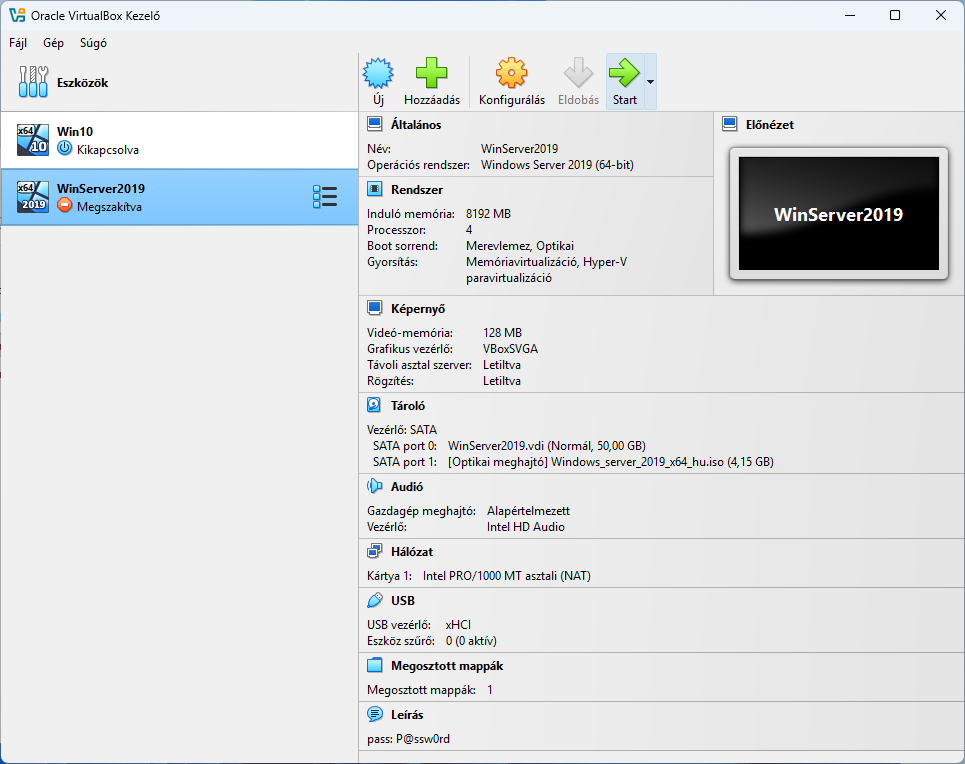 Oracle VirtualBox Kezelő
Fájl Gép Súgó
Eszközök
x64
10
Win10
Kikapcsolva
x64
2019
WinServer2019
Megszakítva
Új Hozzáadás Konfigurálás Eldobás Start
Általános
Név: WinServer2019
Operációs rendszer: Windows Server 2019 (64-bit)
Előnézet
WinServer2019
Rendszer
Induló memória: 8192 MB
Processzor: 4
Boot sorrend: Merevlemez, Optikai
Gyorsítás: Memóriavirtualizáció, Hyper-V
paravirtualizáció
Képernyő
Videó-memória: 128 MB
Grafikus vezérlő: VBoxSVGA
Távoli asztal szerver: Letiltva
Rögzítés: Letiltva
Tároló
Vezérlő: SATA
SATA port 0: WinServer2019.vdi (Normál, 50,00 GB)
SATA port 1: [Optikai meghajtó] Windows_server_2019_x64_hu.iso (4,15 GB)
Audió
Gazdagép meghajtó: Alapértelmezett
Vezérlő: Intel HD Audio
Hálózat
Kártya 1: Intel PRO/1000 MT asztali (NAT)
USB
USB vezérlő: xHCI
Eszköz szűrő: 0 (0 aktív)
Megosztott mappák
Megosztott mappák: 1
Leírás
pass: P@ssw0rd